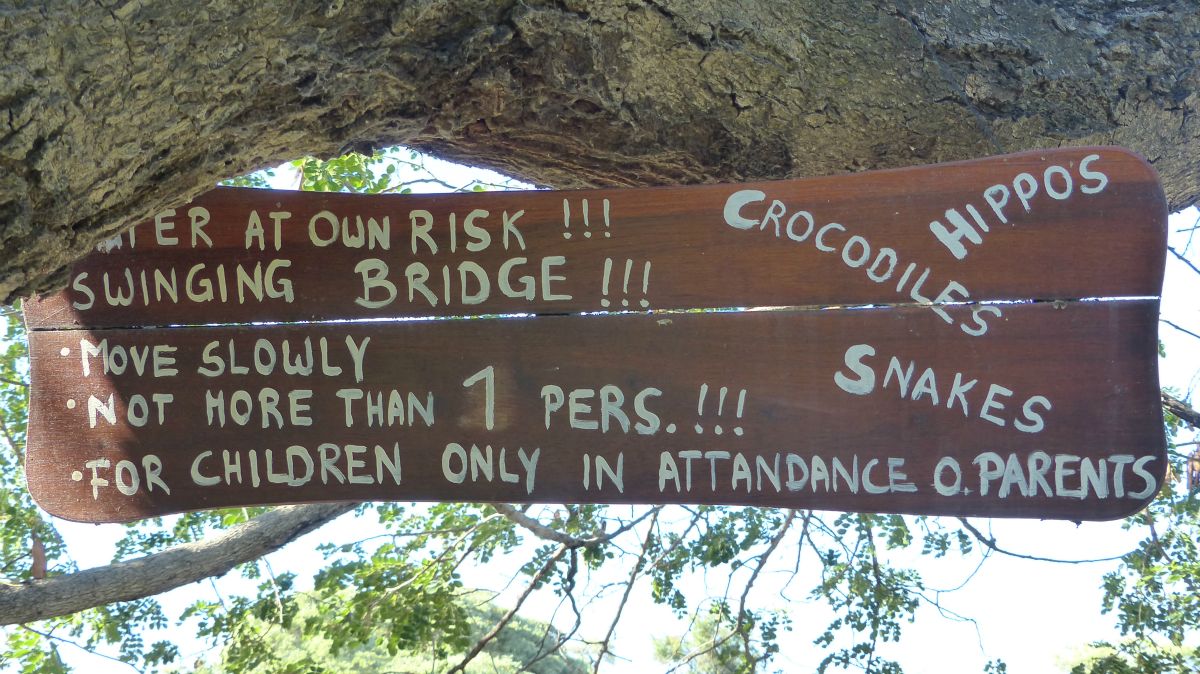 AT OWN RISK !!!
SWINGING BRIDGE !!!
• MOVE SLOWLY
• NOT MORE THAN 1 PERS. !!!
• FOR CHILDREN ONLY IN ATTANDANCE O. PARENTS
CROCODILES
HIPPOS
SNAKES